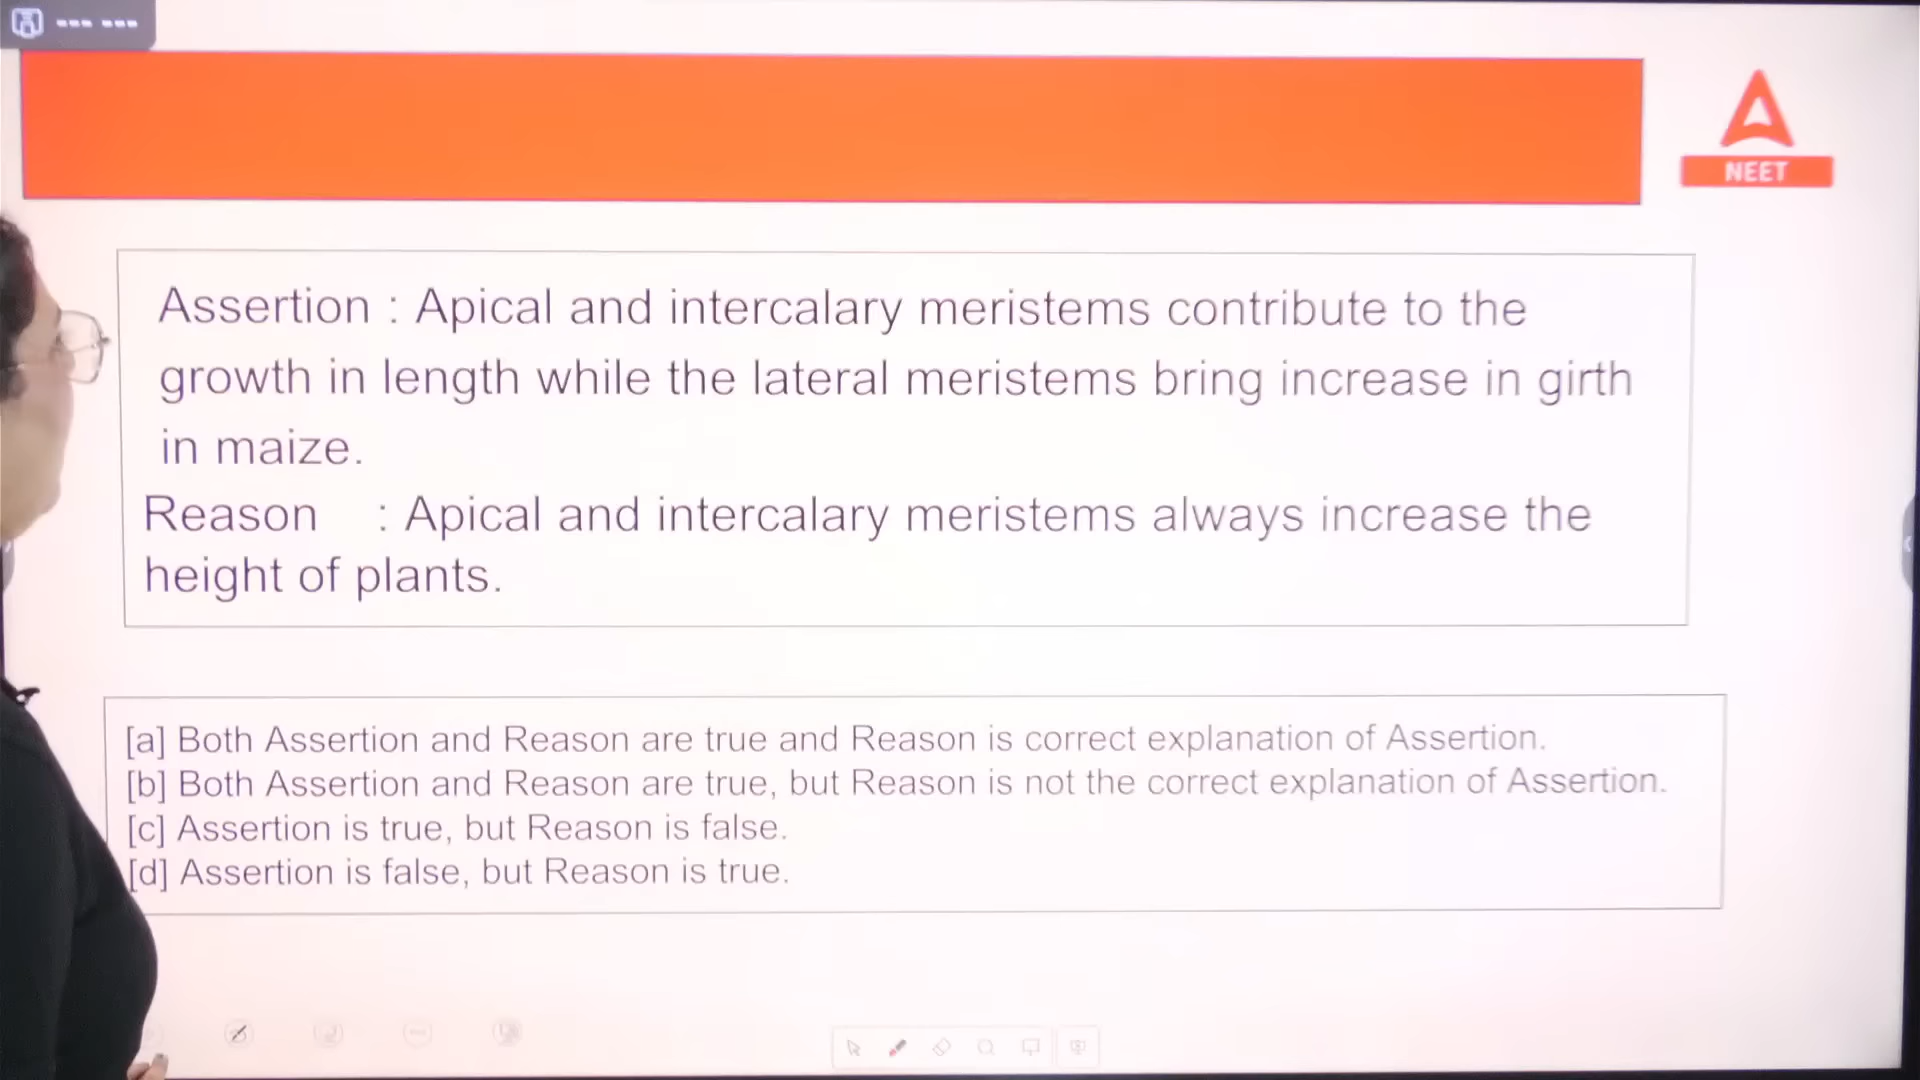 NEET
Assertion : Apical and intercalary meristems contribute to the
growth in length while the lateral meristems bring increase in girth
in maize.
Reason : Apical and intercalary meristems always increase the
height of plants.
[a] Both Assertion and Reason are true and Reason is correct explanation of Assertion.
[b] Both Assertion and Reason are true, but Reason is not the correct explanation of Assertion.
[c] Assertion is true, but Reason is false.
[d] Assertion is false, but Reason is true.